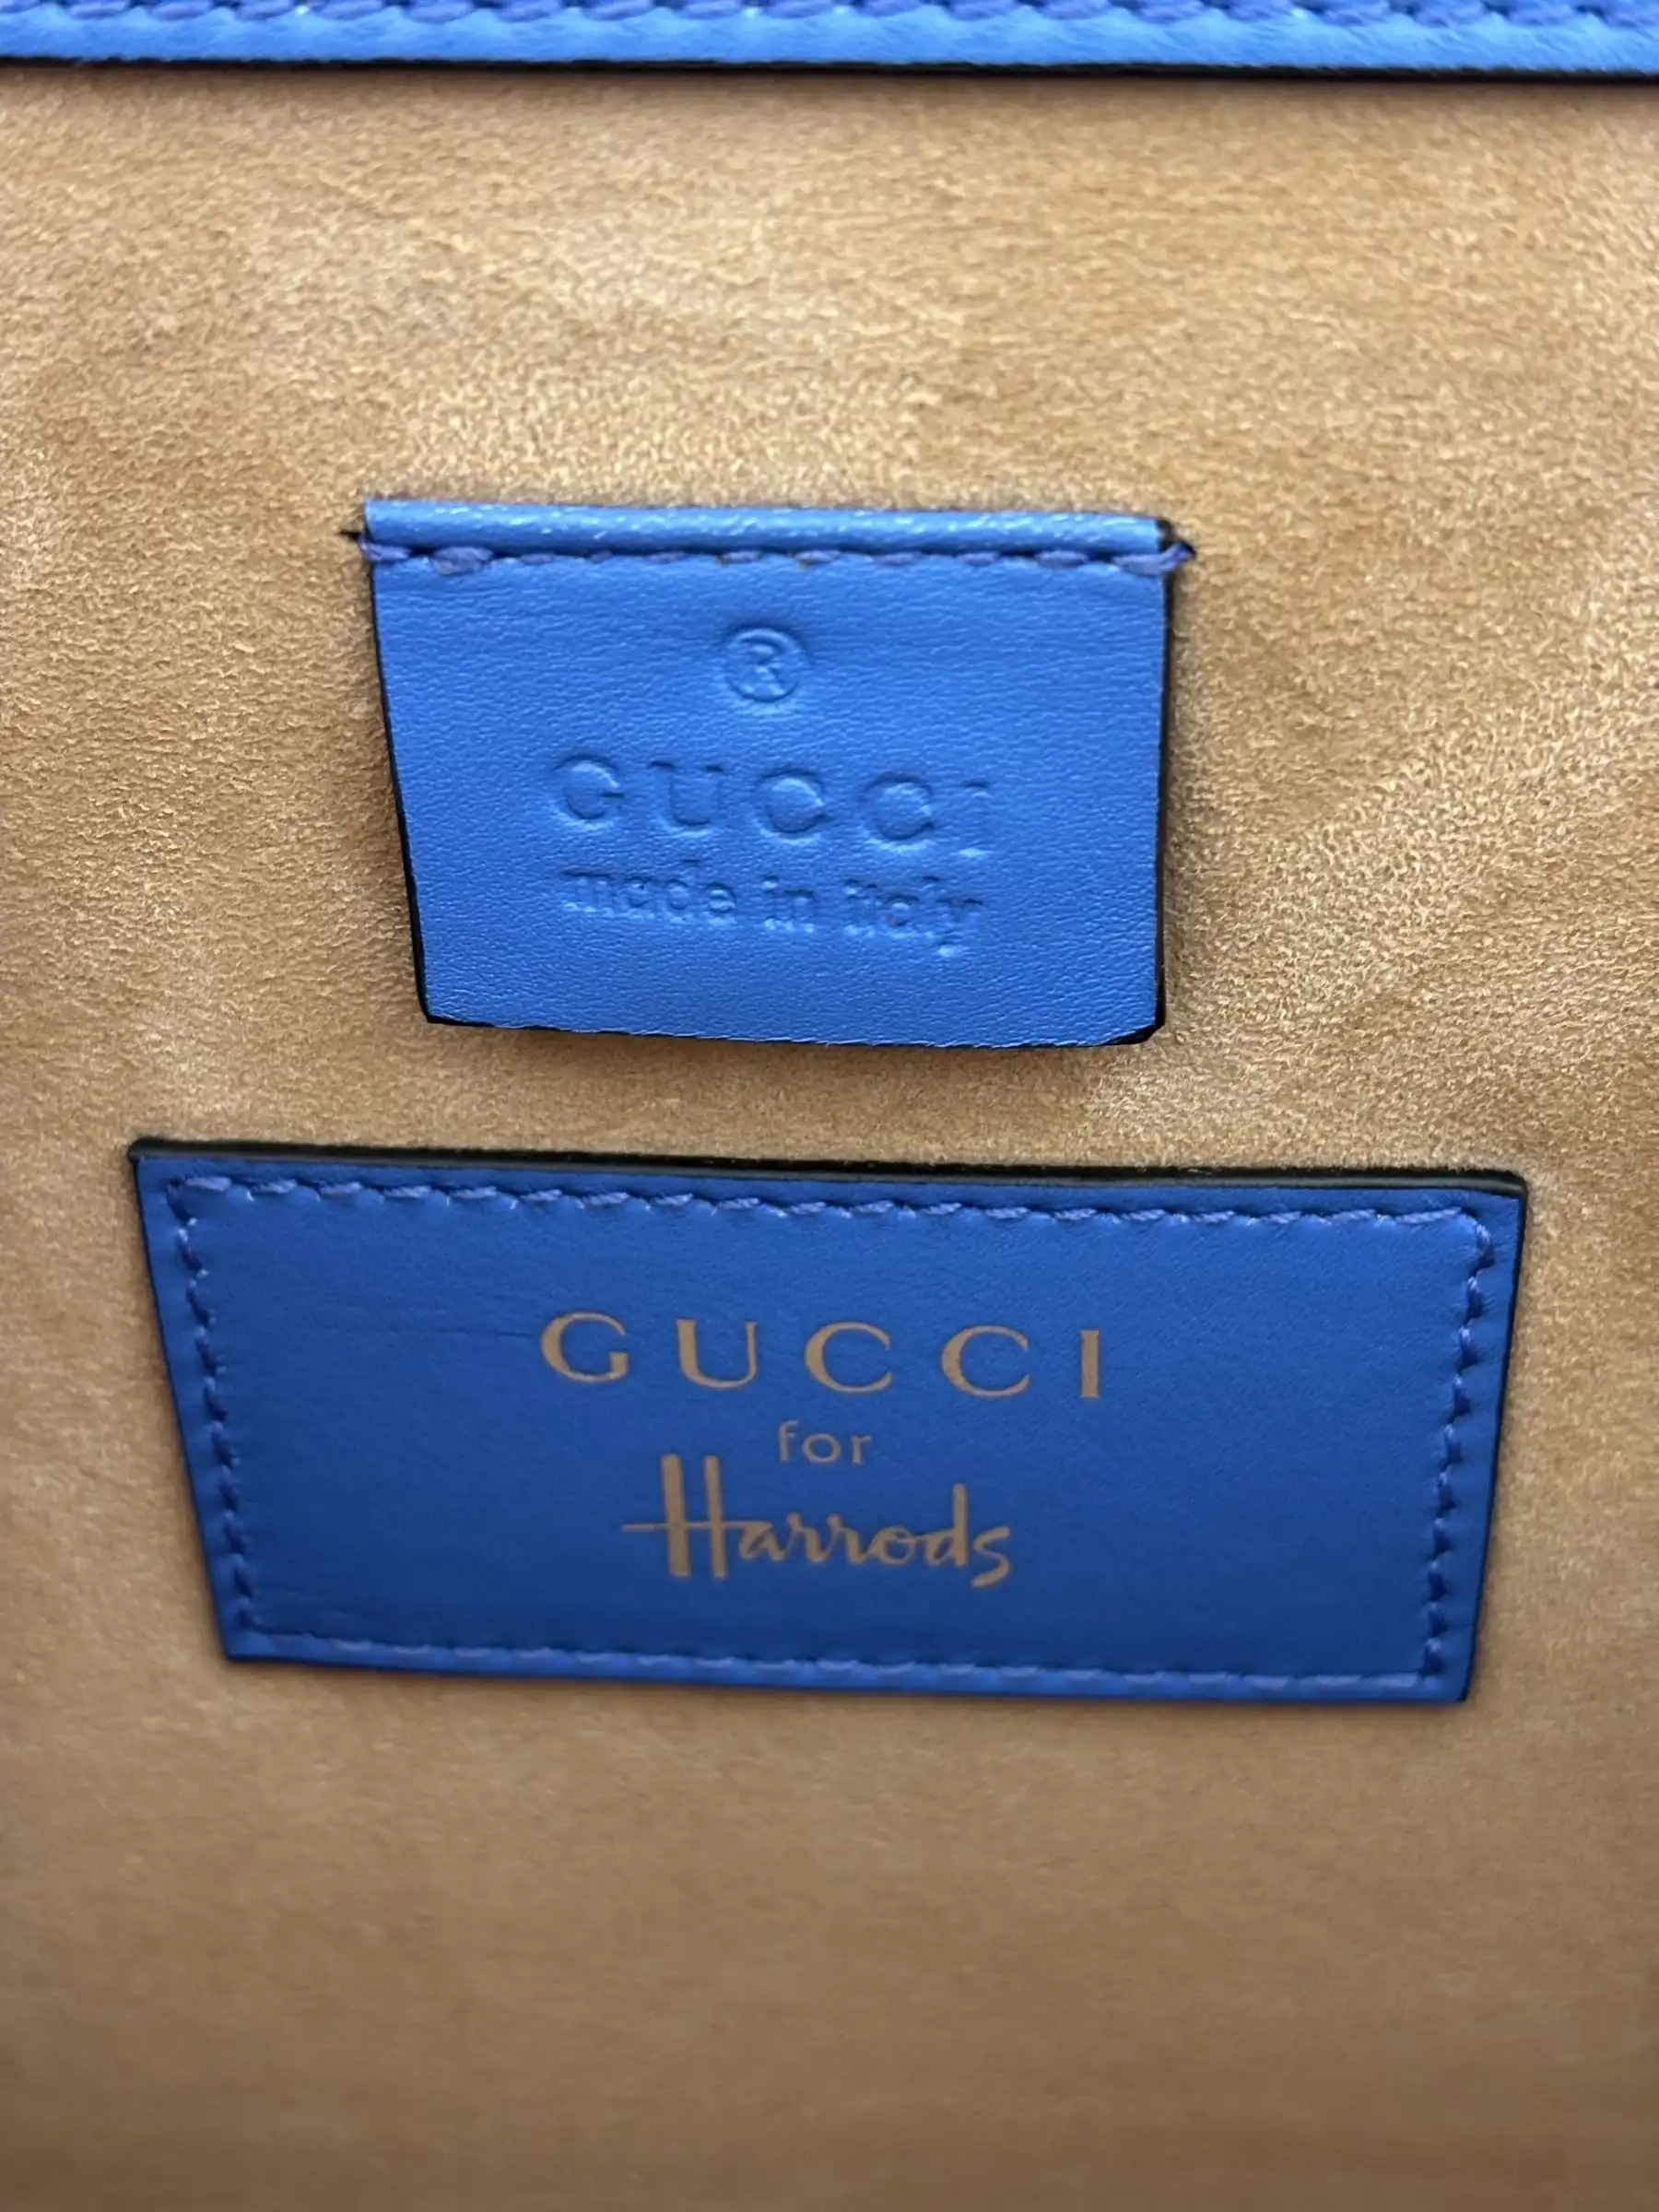 ®
GUCCI
made in italy
GUCCI
for
Harrods